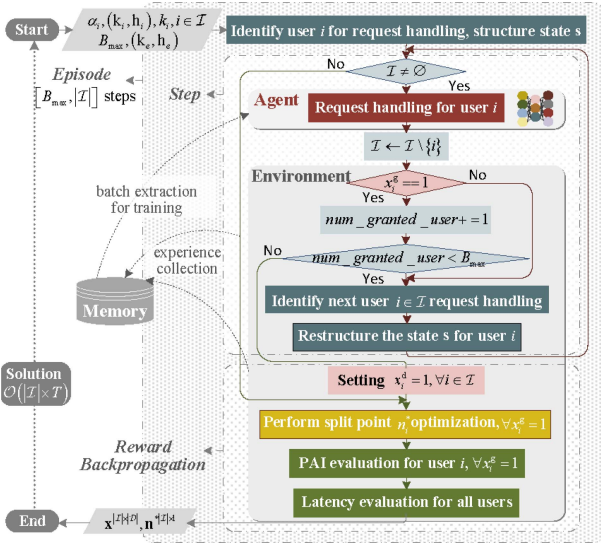 Start
α_i, (k_i, h_i), k_i, i ∈ 𝓘
B_max, (k_e, h_e)
Identify user i for request handling, structure state s
Episode
[B_max, |𝓘|] steps
Step
No
𝓘 ≠ ∅
Yes
Agent
Request handling for user i
𝓘 ← 𝓘 \ {i}
Environment
x_i^g == 1
No
Yes
batch extraction
for training
num_granted_user+ = 1
experience
collection
No
num_granted_user < B_max
Yes
Memory
Identify next user i ∈ 𝓘 request handling
Restructure the state s for user i
Solution
𝒪(|𝓘|×T)
Setting x_i^d = 1, ∀i ∈ 𝓘
Perform split point n_i^* optimization, ∀x_i^g = 1
Reward
Backpropagation
PAI evaluation for user i, ∀x_i^g = 1
Latency evaluation for all users
End
x^{|𝓘|×|D|}, n^{*|𝓘|×1}